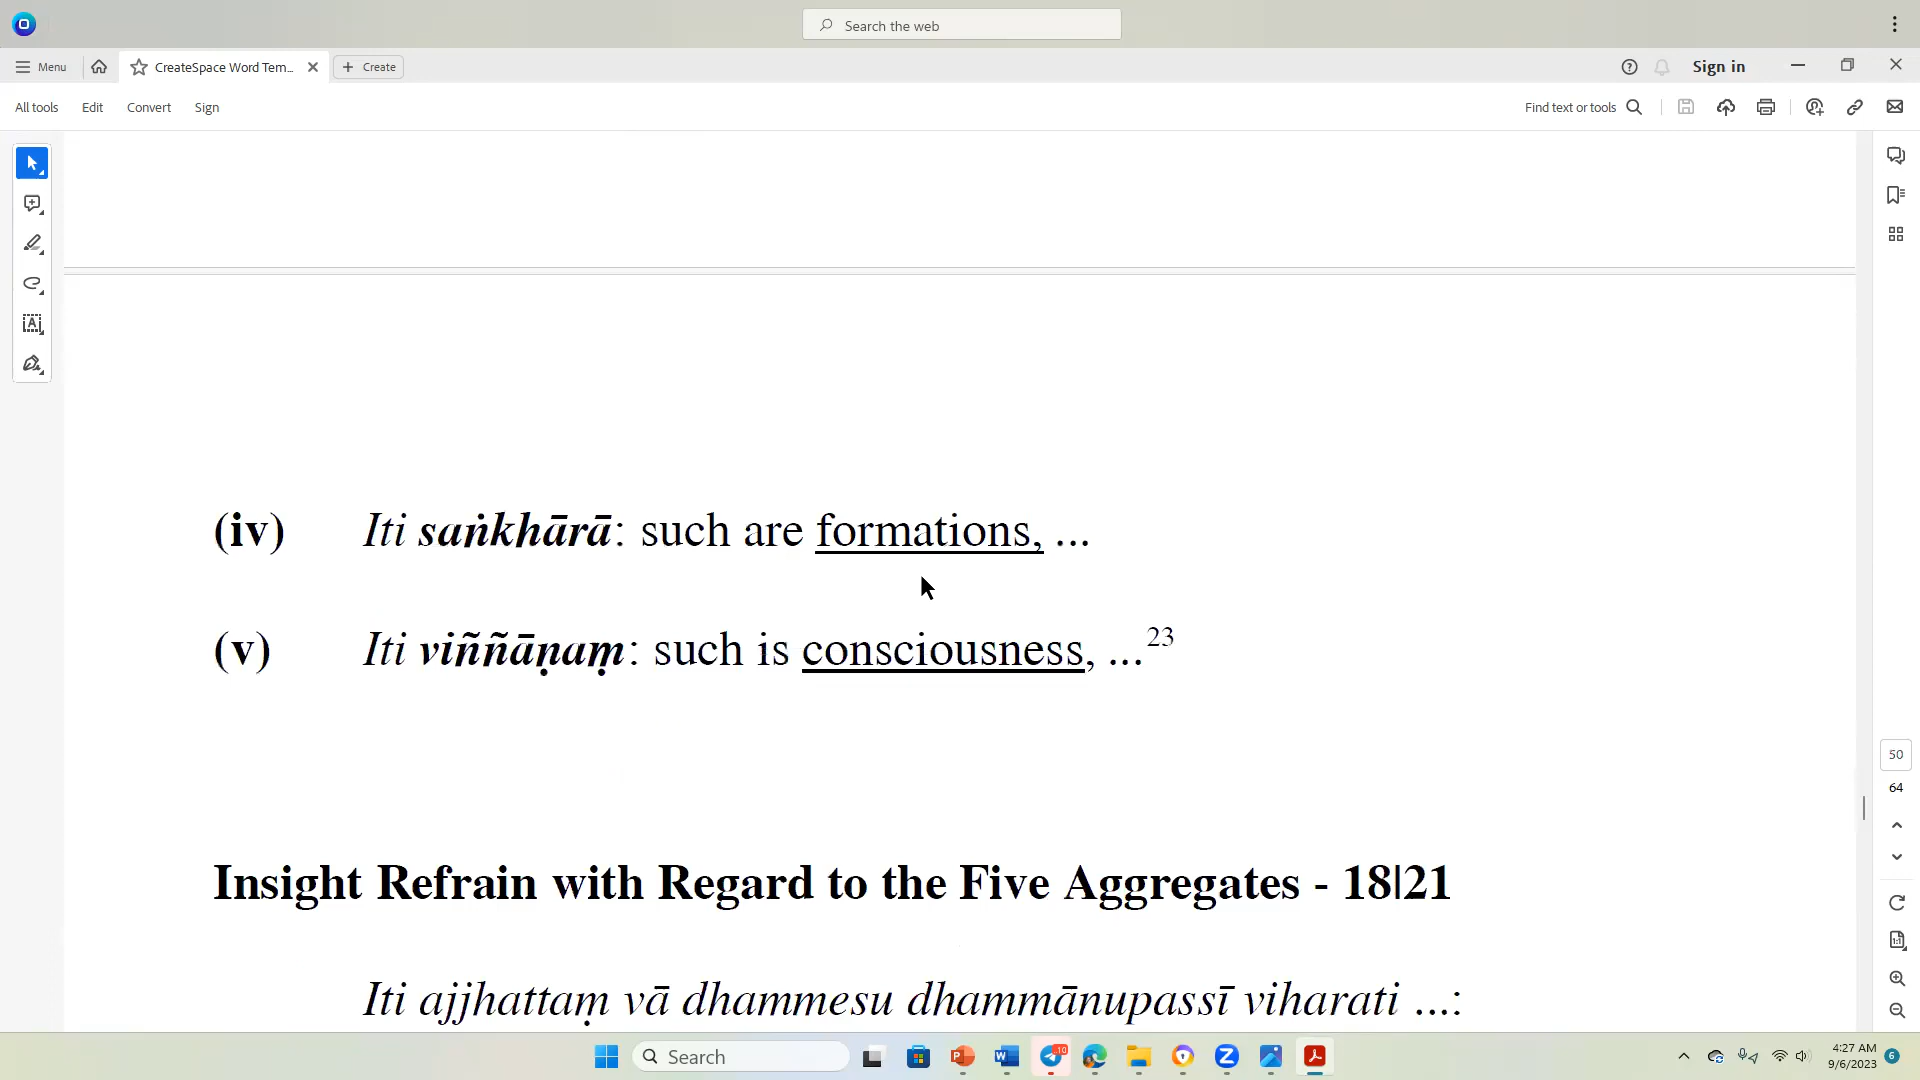 Search the web
Menu
CreateSpace Word Tem...
Create
Sign in
All tools
Edit
Convert
Sign
Find text or tools
(iv) Iti saṅkhārā: such are formations, ...
(v) Iti viññāṇaṃ: such is consciousness, ...23
50
64
Insight Refrain with Regard to the Five Aggregates - 18|21
Iti ajjhattaṃ vā dhammesu dhammānupassī viharati ...:
Search
10
4:27 AM
9/6/2023
6